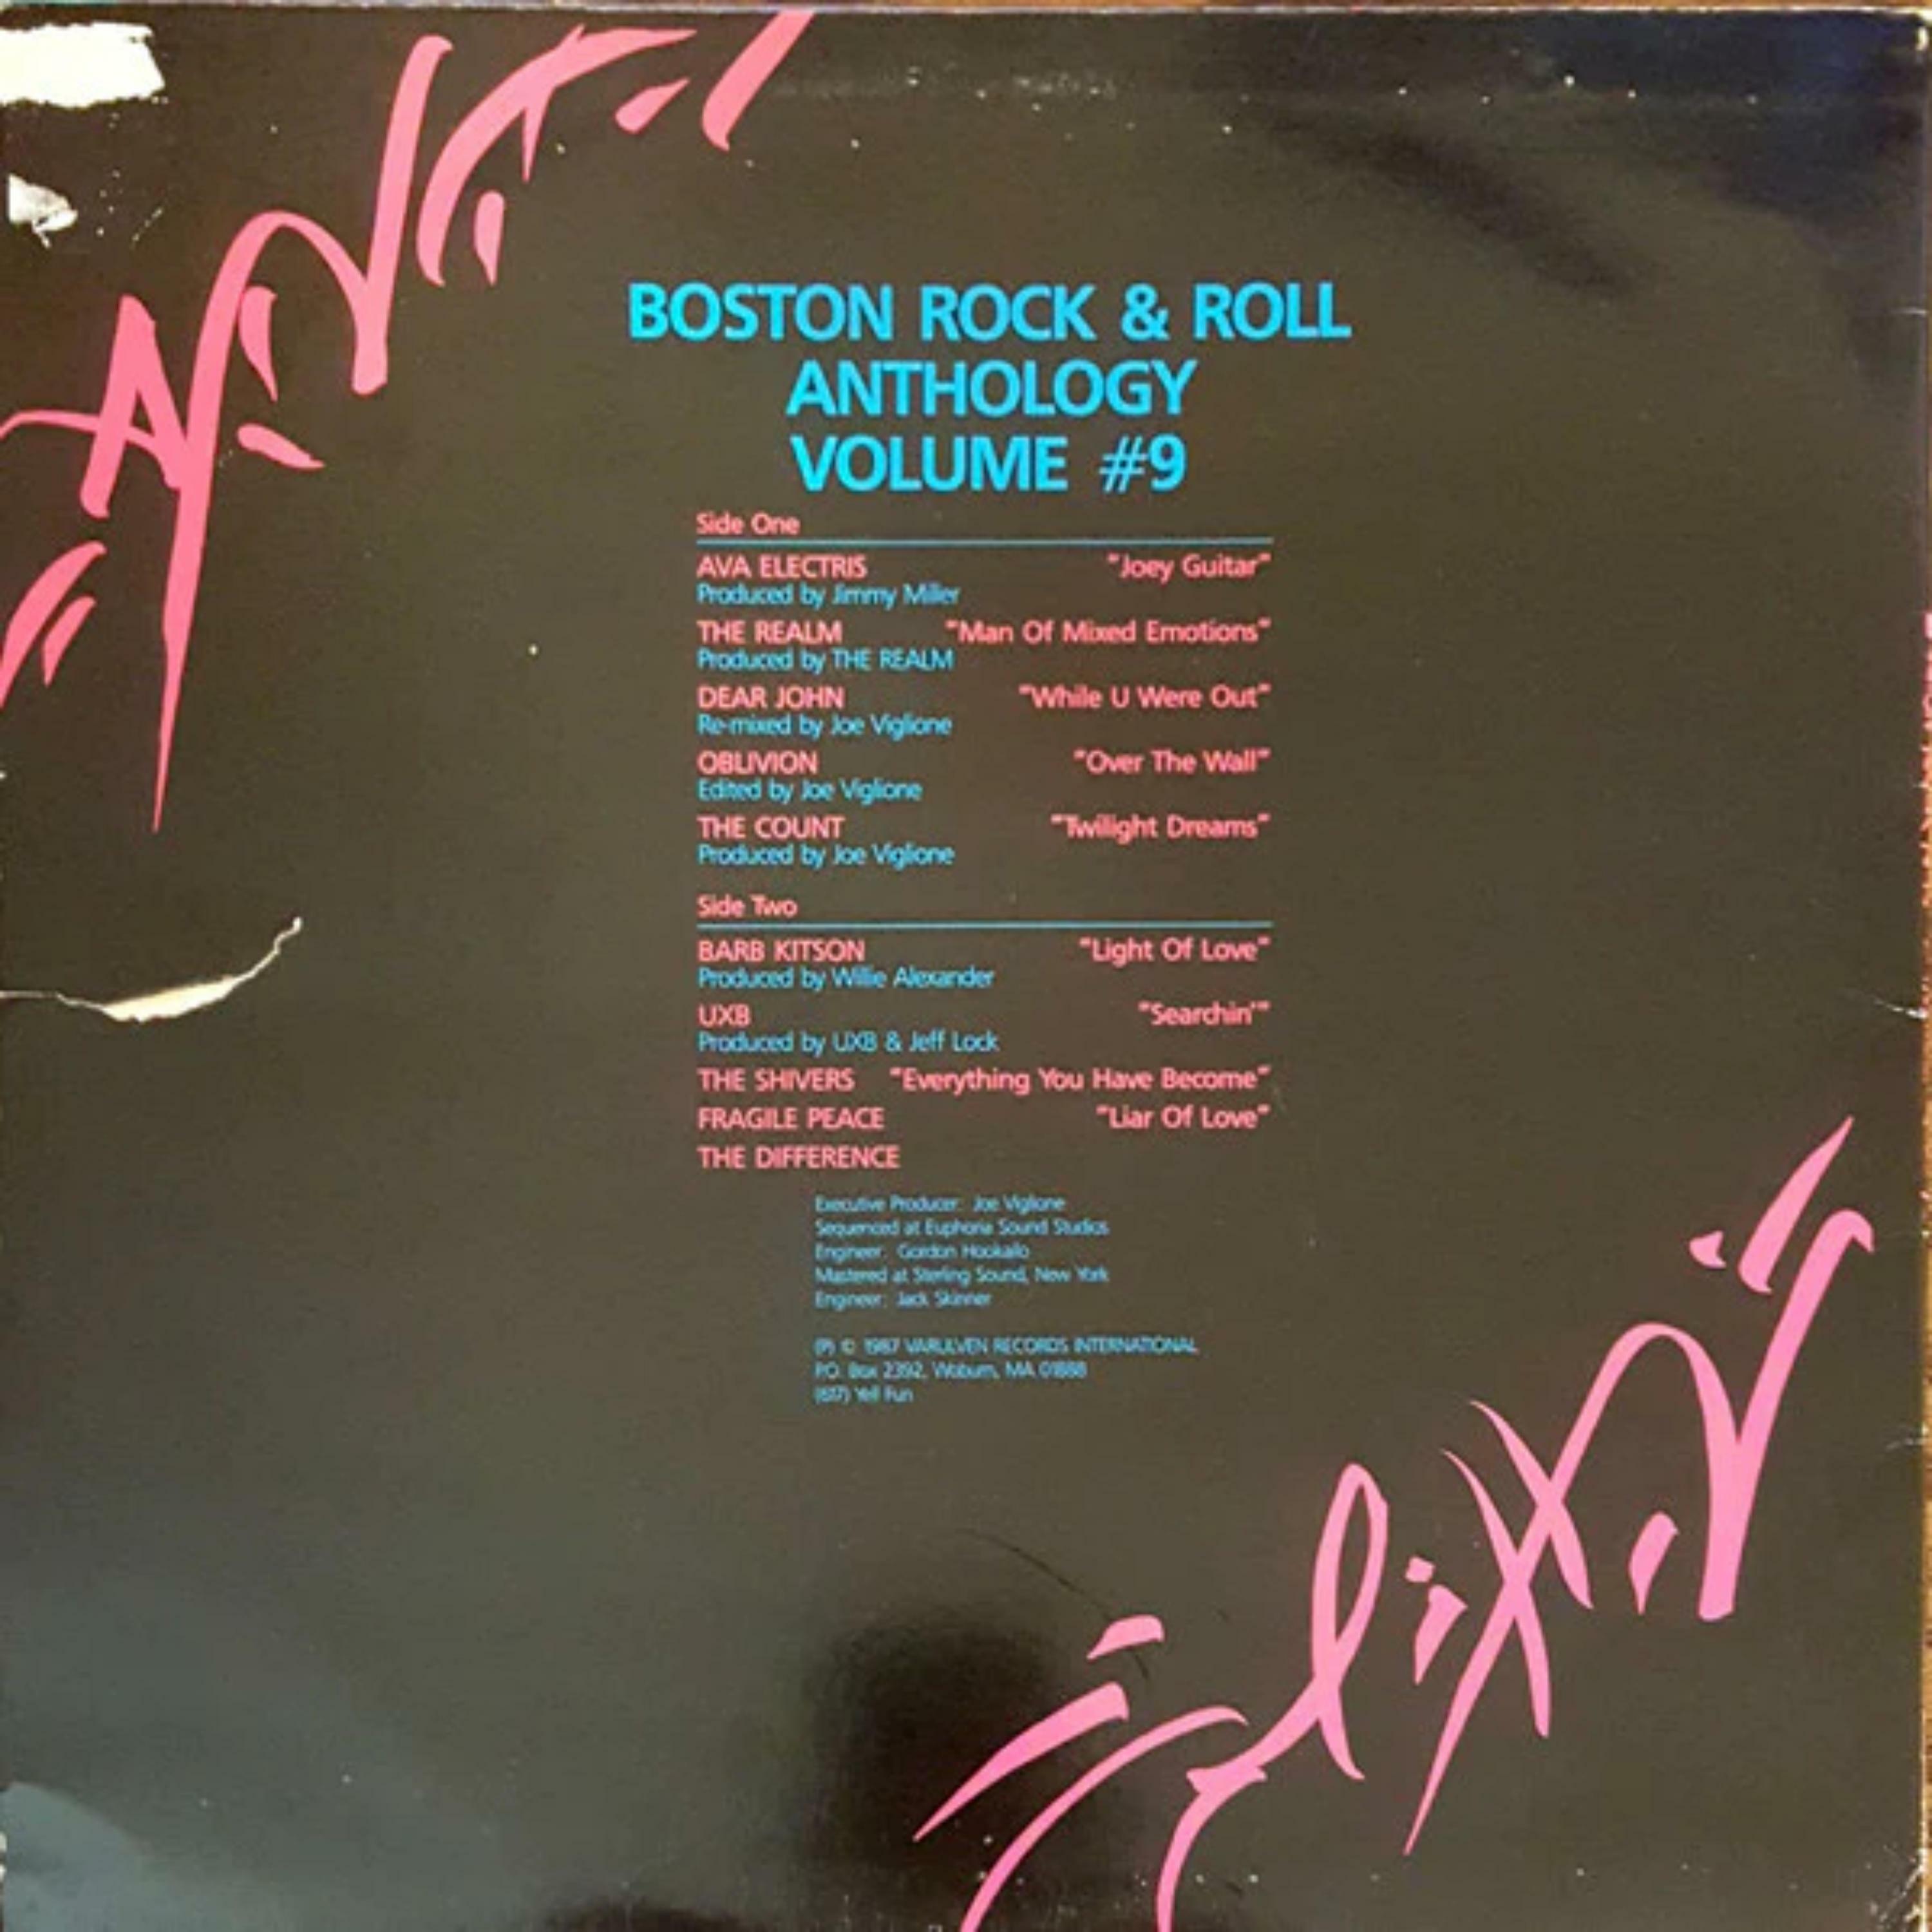 BOSTON ROCK & ROLL
ANTHOLOGY
VOLUME #9
Side One
AVA ELECTRIS "Joey Guitar"
Produced by Jimmy Miller
THE REALM "Man Of Mixed Emotions"
Produced by THE REALM
DEAR JOHN "While U Were Out"
Re-mixed by Joe Viglione
OBLIVION "Over The Wall"
Edited by Joe Viglione
THE COUNT "Twilight Dreams"
Produced by Joe Viglione
Side Two
BARB KITSON "Light Of Love"
Produced by Willie Alexander
UXB "Searchin'"
Produced by UXB & Jeff Lock
THE SHIVERS "Everything You Have Become"
FRAGILE PEACE "Liar Of Love"
THE DIFFERENCE
Executive Producer: Joe Viglione
Sequenced at Euphoria Sound Studios
Engineer: Gordon Hookailo
Mastered at Sterling Sound, New York
Engineer: Jack Skinner
(P) © 1987 VARULVEN RECORDS INTERNATIONAL
P.O. Box 2392, Woburn, MA 01888
(617) Yell Fun